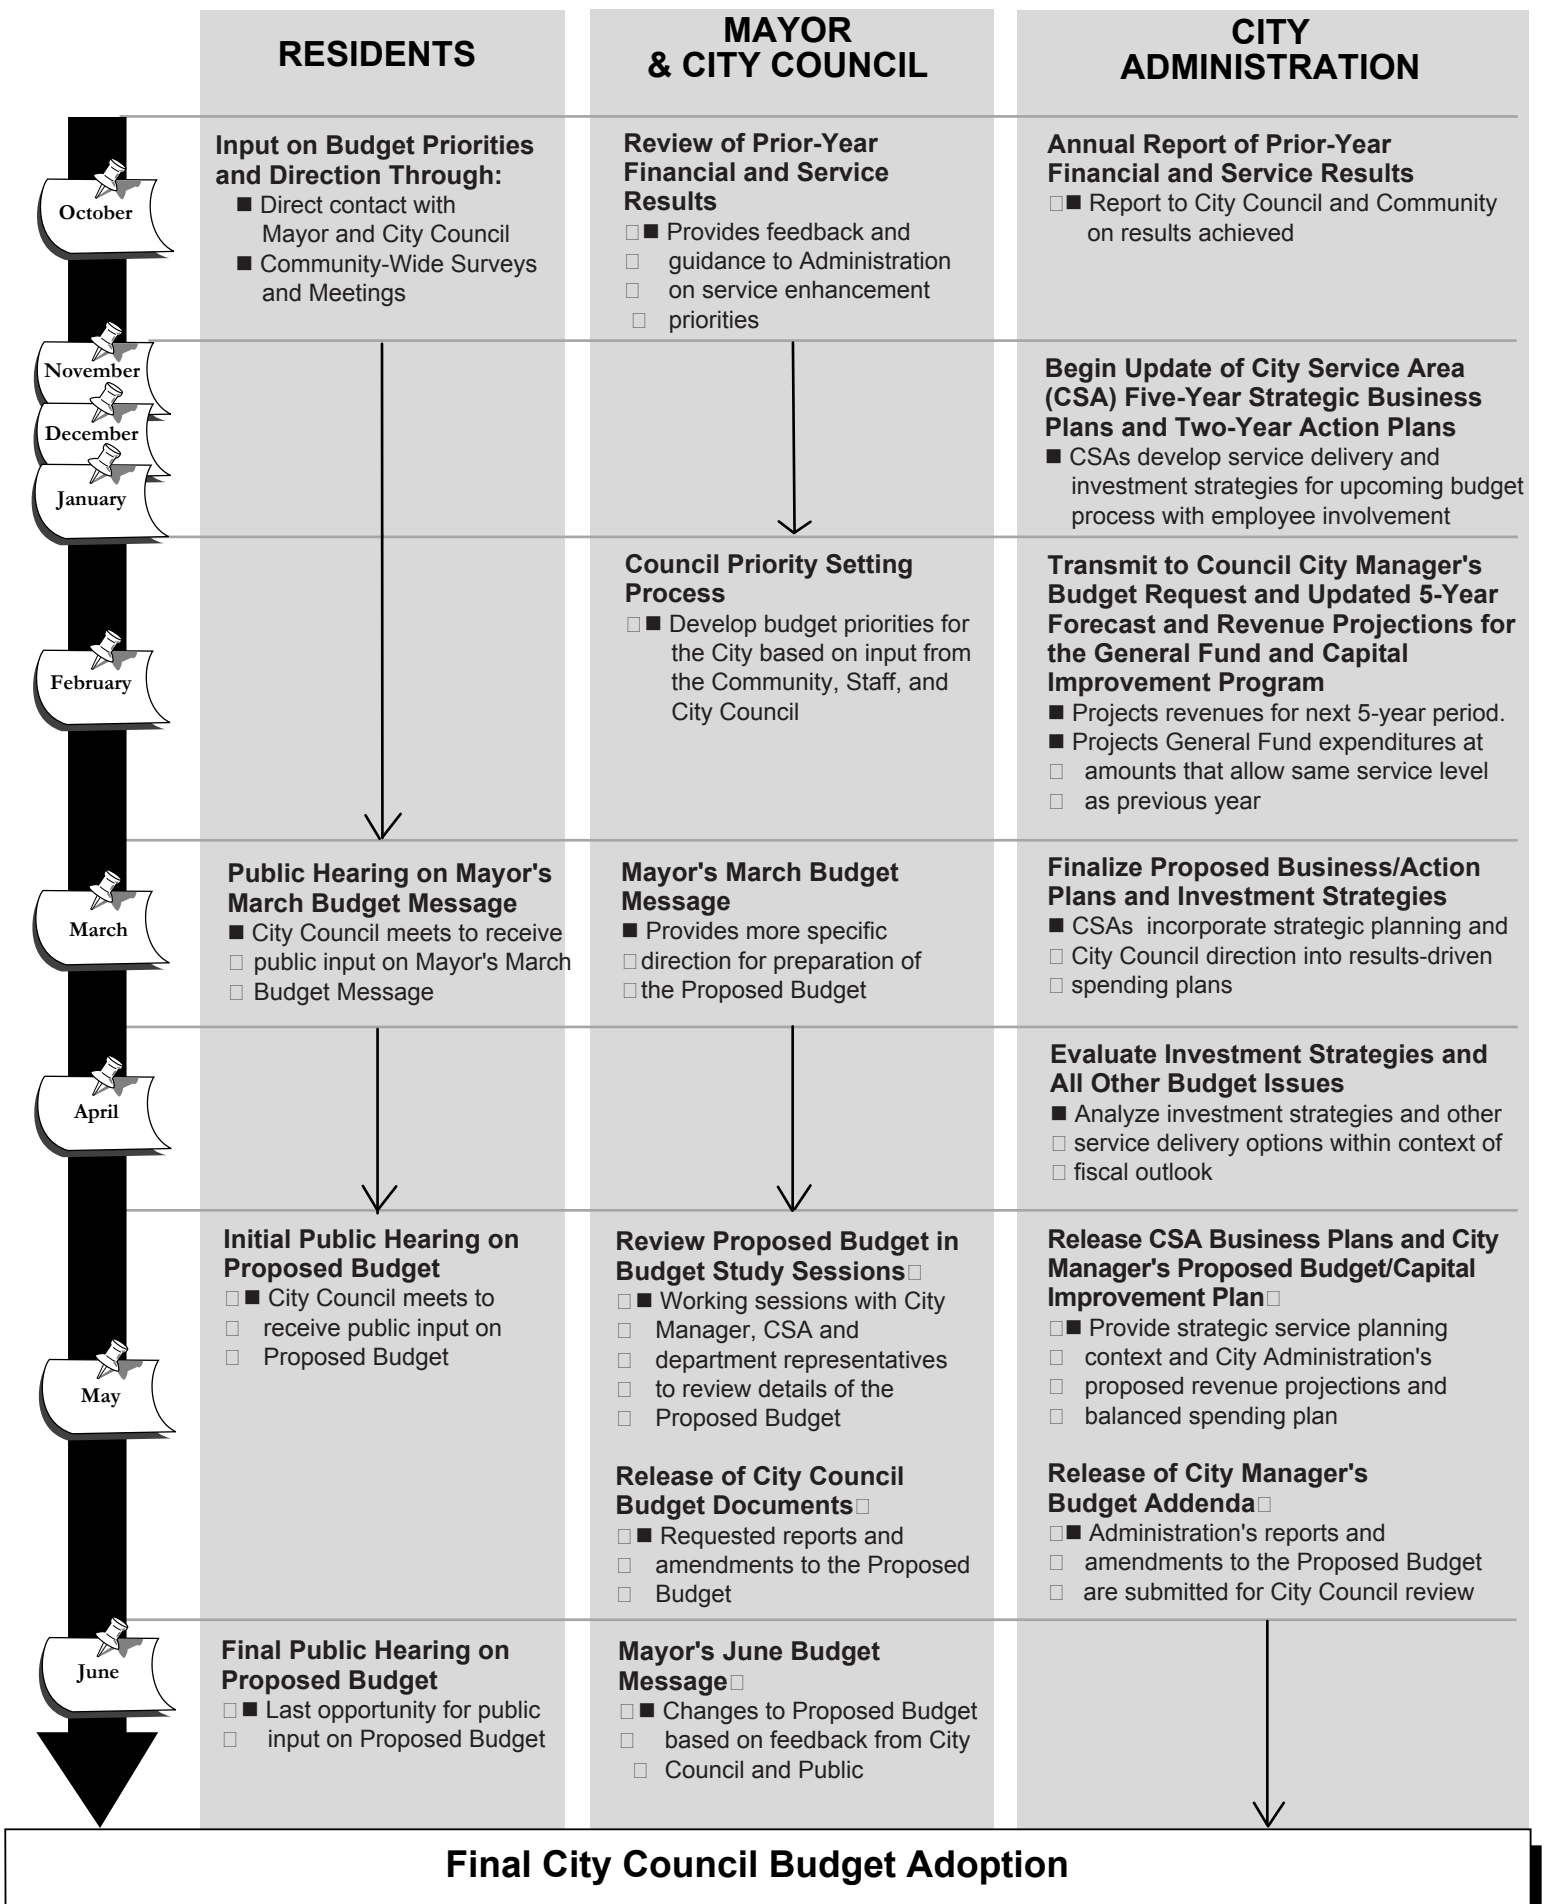 RESIDENTS
MAYOR
& CITY COUNCIL
CITY
ADMINISTRATION
October
Input on Budget Priorities
and Direction Through:
■ Direct contact with
Mayor and City Council
■ Community-Wide Surveys
and Meetings
Review of Prior-Year
Financial and Service
Results
■ Provides feedback and
guidance to Administration
on service enhancement
priorities
Annual Report of Prior-Year
Financial and Service Results
■ Report to City Council and Community
on results achieved
November
December
January
Begin Update of City Service Area
(CSA) Five-Year Strategic Business
Plans and Two-Year Action Plans
■ CSAs develop service delivery and
investment strategies for upcoming budget
process with employee involvement
February
Council Priority Setting
Process
■ Develop budget priorities for
the City based on input from
the Community, Staff, and
City Council
Transmit to Council City Manager's
Budget Request and Updated 5-Year
Forecast and Revenue Projections for
the General Fund and Capital
Improvement Program
■ Projects revenues for next 5-year period.
■ Projects General Fund expenditures at
amounts that allow same service level
as previous year
March
Public Hearing on Mayor's
March Budget Message
■ City Council meets to receive
public input on Mayor's March
Budget Message
Mayor's March Budget
Message
■ Provides more specific
direction for preparation of
the Proposed Budget
Finalize Proposed Business/Action
Plans and Investment Strategies
■ CSAs incorporate strategic planning and
City Council direction into results-driven
spending plans
April
Evaluate Investment Strategies and
All Other Budget Issues
■ Analyze investment strategies and other
service delivery options within context of
fiscal outlook
May
Initial Public Hearing on
Proposed Budget
■ City Council meets to
receive public input on
Proposed Budget
Review Proposed Budget in
Budget Study Sessions
■ Working sessions with City
Manager, CSA and
department representatives
to review details of the
Proposed Budget
Release of City Council
Budget Documents
■ Requested reports and
amendments to the Proposed
Budget
Release CSA Business Plans and City
Manager's Proposed Budget/Capital
Improvement Plan
■ Provide strategic service planning
context and City Administration's
proposed revenue projections and
balanced spending plan
Release of City Manager's
Budget Addenda
■ Administration's reports and
amendments to the Proposed Budget
are submitted for City Council review
June
Final Public Hearing on
Proposed Budget
■ Last opportunity for public
input on Proposed Budget
Mayor's June Budget
Message
■ Changes to Proposed Budget
based on feedback from City
Council and Public
Final City Council Budget Adoption